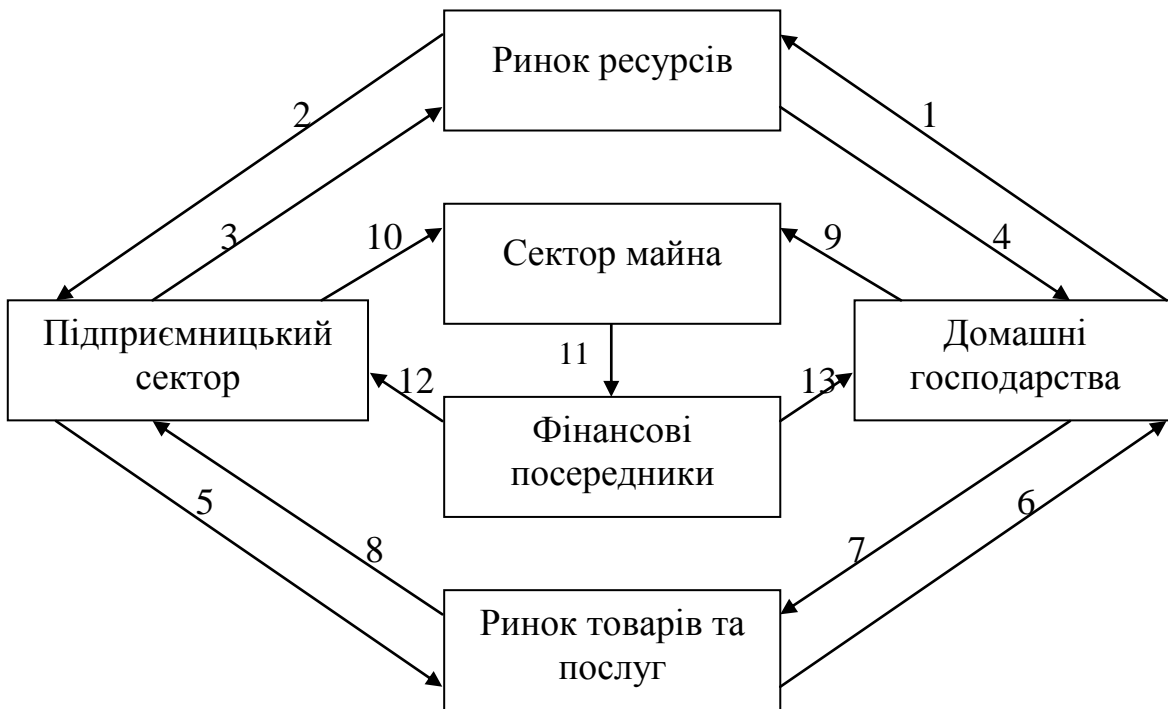 Ринок ресурсів
2
1
3
10
Сектор майна
9
4
Підприємницький
сектор
11
Домашні
господарства
12
13
Фінансові
посередники
5
8
7
6
Ринок товарів та
послуг